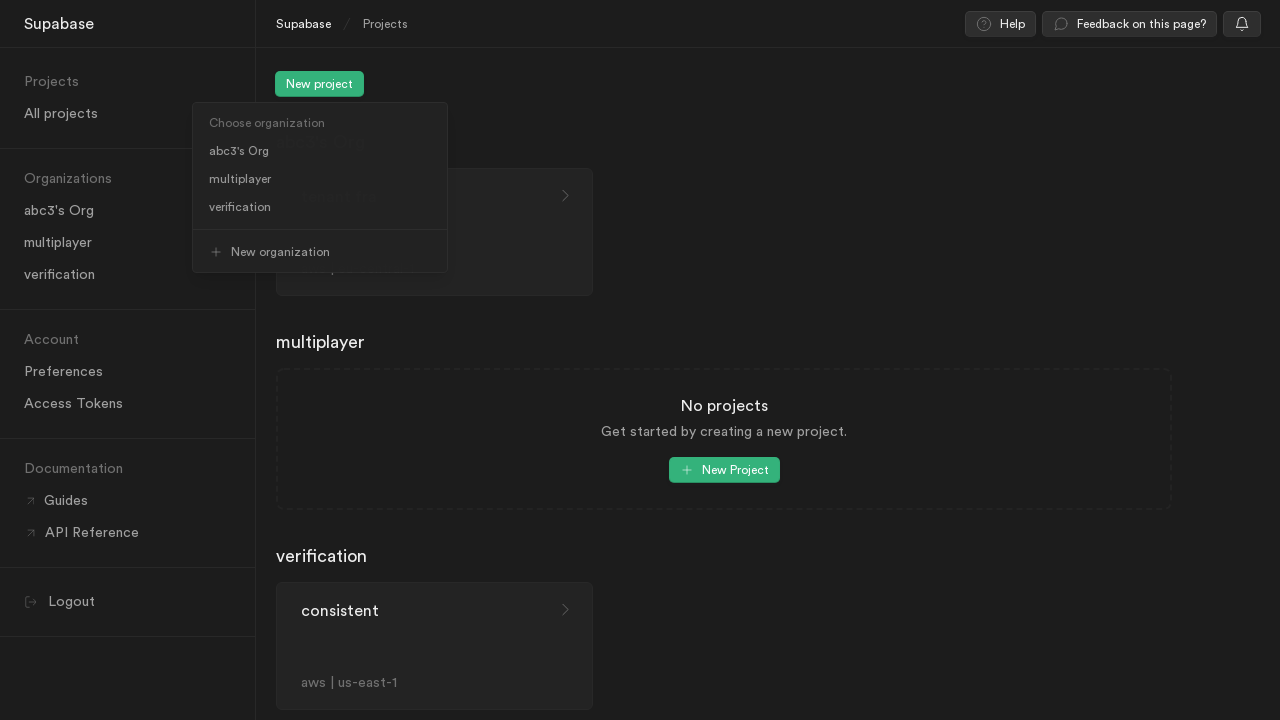 Supabase
Projects
All projects
Organizations
abc3's Org
multiplayer
verification
Account
Preferences
Access Tokens
Documentation
Guides
API Reference
Logout
Supabase / Projects
Help
Feedback on this page?
New project
Choose organization
abc3's Org
multiplayer
verification
New organization
multiplayer
No projects
Get started by creating a new project.
New Project
verification
consistent
aws | us-east-1